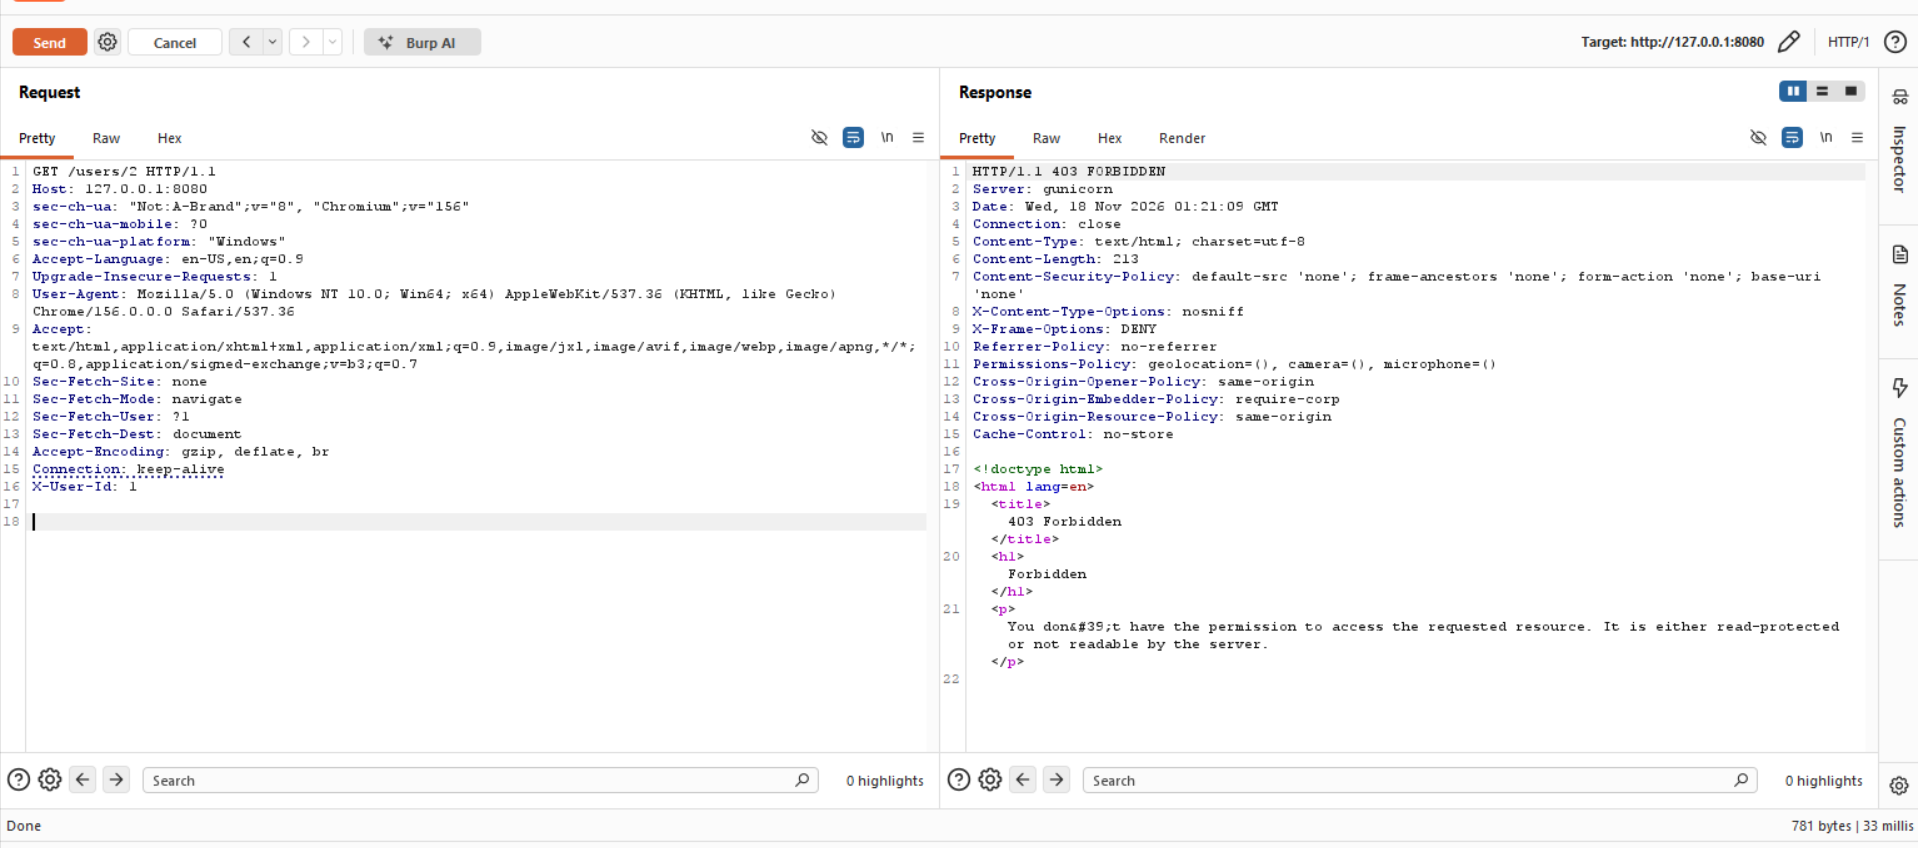 Send
Cancel
Burp AI
Target: http://127.0.0.1:8080
HTTP/1
Request
Pretty
Raw
Hex
\n
1 GET /users/2 HTTP/1.1
2 Host: 127.0.0.1:8080
3 sec-ch-ua: "Not:A-Brand";v="8", "Chromium";v="156"
4 sec-ch-ua-mobile: ?0
5 sec-ch-ua-platform: "Windows"
6 Accept-Language: en-US,en;q=0.9
7 Upgrade-Insecure-Requests: 1
8 User-Agent: Mozilla/5.0 (Windows NT 10.0; Win64; x64) AppleWebKit/537.36 (KHTML, like Gecko)
Chrome/156.0.0.0 Safari/537.36
9 Accept:
text/html,application/xhtml+xml,application/xml;q=0.9,image/jxl,image/avif,image/webp,image/apng,*/*;
q=0.8,application/signed-exchange;v=b3;q=0.7
10 Sec-Fetch-Site: none
11 Sec-Fetch-Mode: navigate
12 Sec-Fetch-User: ?1
13 Sec-Fetch-Dest: document
14 Accept-Encoding: gzip, deflate, br
15 Connection: keep-alive
16 X-User-Id: 1
17
18
Search
0 highlights
Response
Pretty
Raw
Hex
Render
\n
1 HTTP/1.1 403 FORBIDDEN
2 Server: gunicorn
3 Date: Wed, 18 Nov 2026 01:21:09 GMT
4 Connection: close
5 Content-Type: text/html; charset=utf-8
6 Content-Length: 213
7 Content-Security-Policy: default-src 'none'; frame-ancestors 'none'; form-action 'none'; base-uri
'none'
8 X-Content-Type-Options: nosniff
9 X-Frame-Options: DENY
10 Referrer-Policy: no-referrer
11 Permissions-Policy: geolocation=(), camera=(), microphone=()
12 Cross-Origin-Opener-Policy: same-origin
13 Cross-Origin-Embedder-Policy: require-corp
14 Cross-Origin-Resource-Policy: same-origin
15 Cache-Control: no-store
16
17 <!doctype html>
18 <html lang=en>
19 <title>
403 Forbidden
</title>
20 <h1>
Forbidden
</h1>
21 <p>
You don&#39;t have the permission to access the requested resource. It is either read-protected
or not readable by the server.
</p>
22
Search
0 highlights
Inspector
Notes
Custom actions
Done
781 bytes | 33 millis